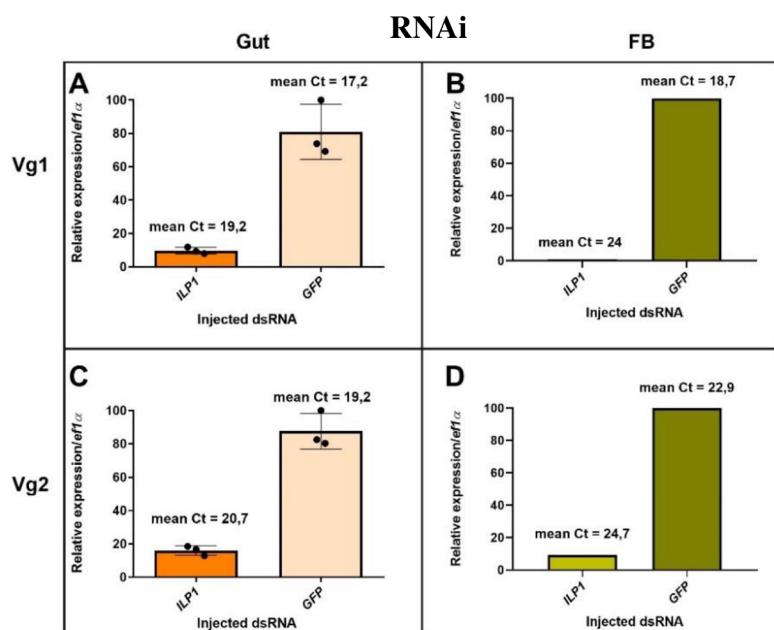 RNAi
Gut
FB
Vg1
A
mean Ct = 17,2
mean Ct = 19,2
Relative expression/ef1α
100
80
60
40
20
0
ILP1
GFP
Injected dsRNA
B
mean Ct = 18,7
mean Ct = 24
Relative expression/ef1α
100
80
60
40
20
0
ILP1
GFP
Injected dsRNA
Vg2
C
mean Ct = 19,2
mean Ct = 20,7
Relative expression/ef1α
100
80
60
40
20
0
ILP1
GFP
Injected dsRNA
D
mean Ct = 22,9
mean Ct = 24,7
Relative expression/ef1α
100
80
60
40
20
0
ILP1
GFP
Injected dsRNA